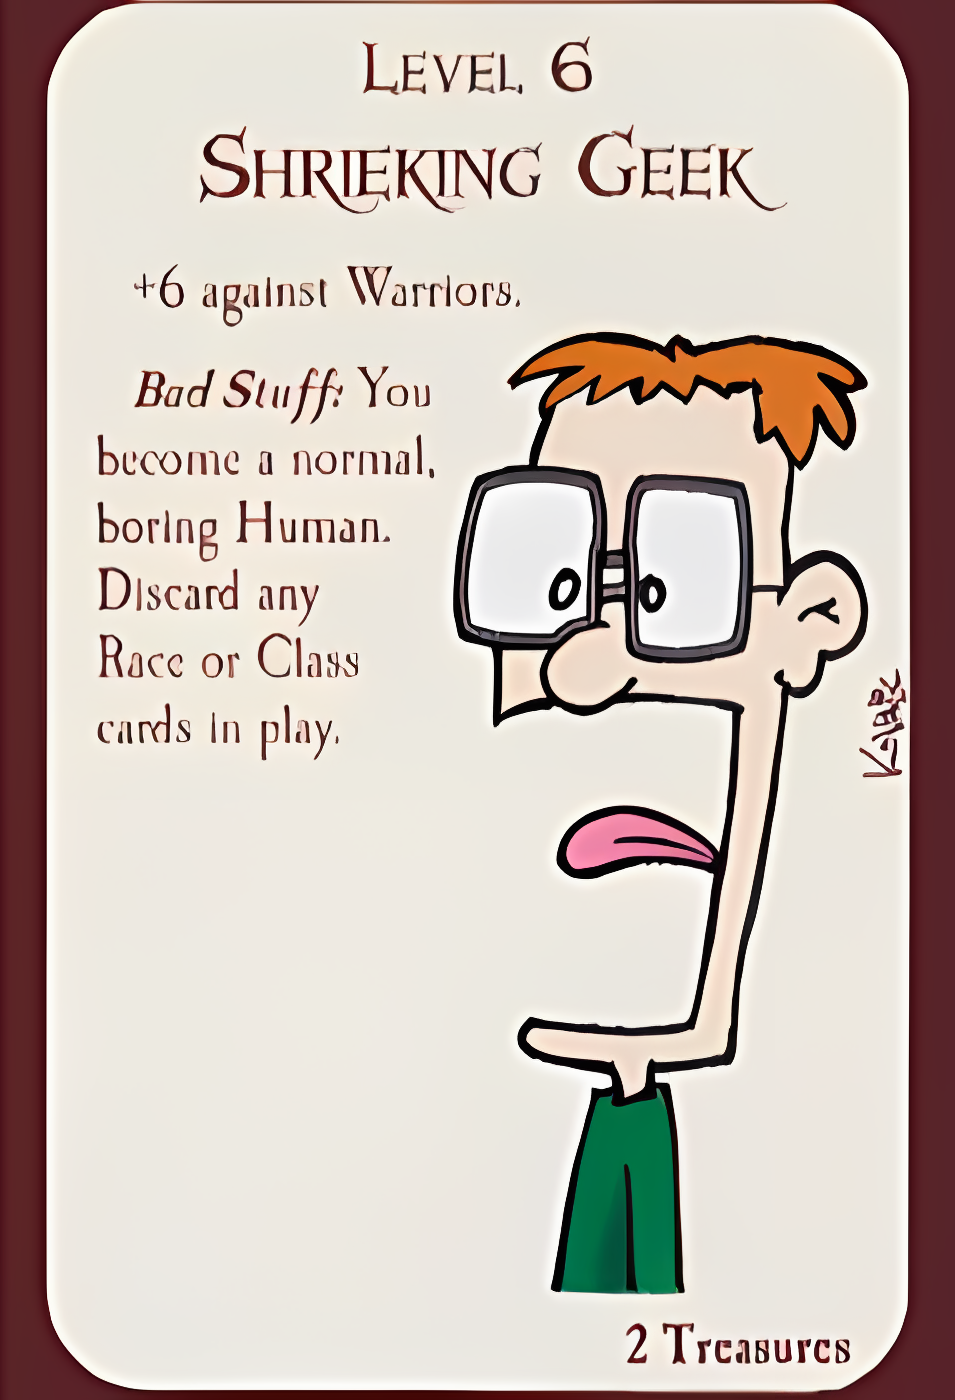 Level 6
Shrieking Geek
+6 against Warriors.
Bad Stuff: You
become a normal,
boring Human.
Discard any
Race or Class
cards in play.
2 Treasures